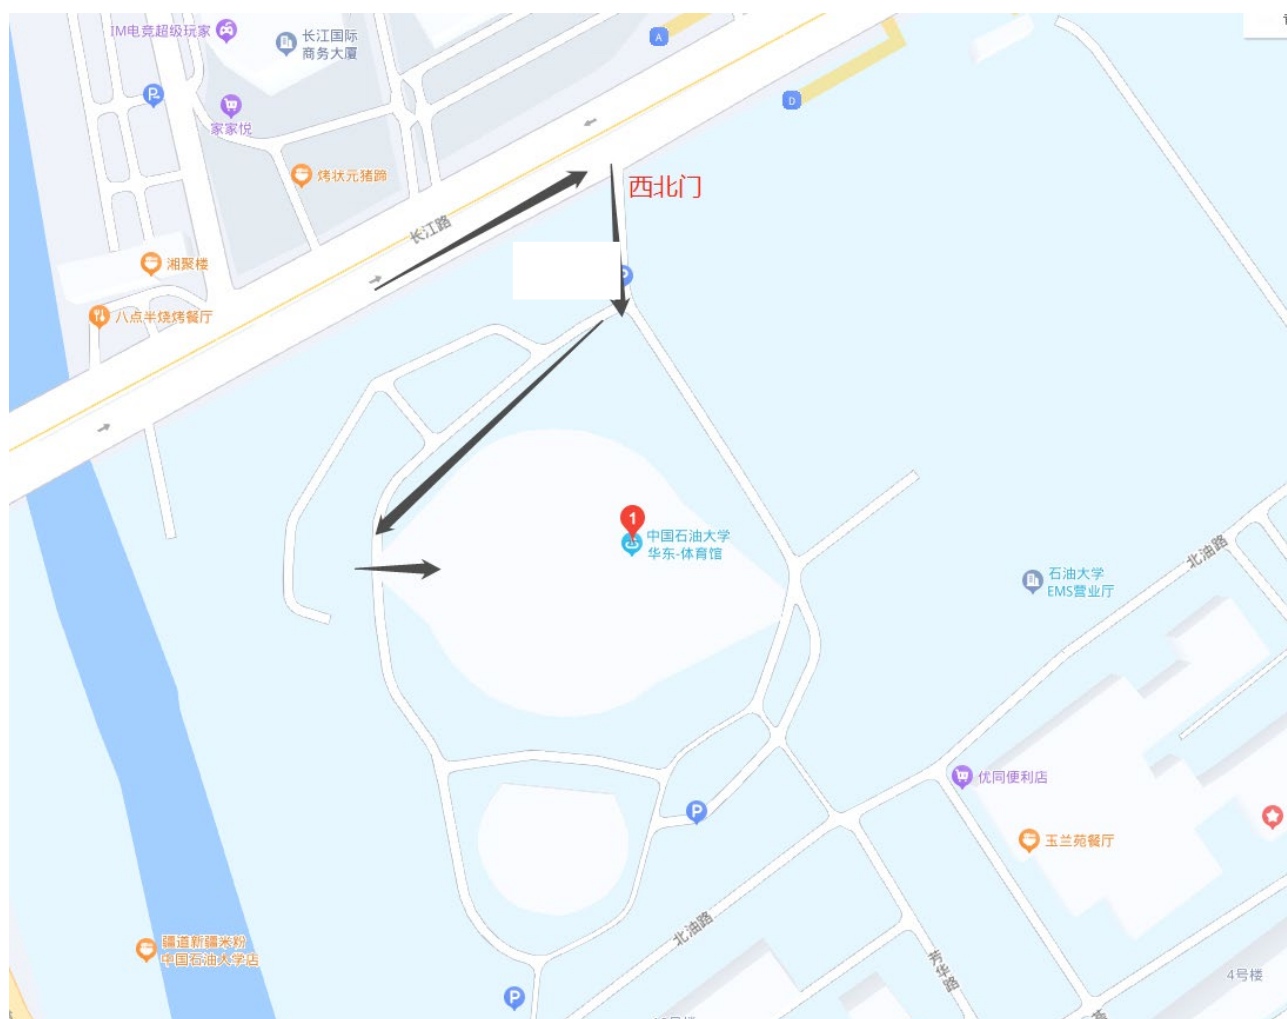 IM电竞超级玩家
长江国际
商务大厦
A
P
D
家家悦
烤状元猪蹄
西北门
长江路
湘聚楼
八点半烧烤餐厅
1
中国石油大学
华东-体育馆
北油路
石油大学
EMS营业厅
优同便利店
P
玉兰苑餐厅
北油路
疆道新疆米粉
中国石油大学店
芳华路
4号楼
P